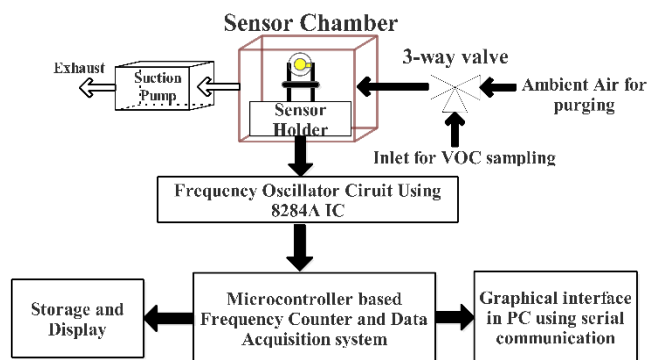 Sensor Chamber
3-way valve
Exhaust
Suction
Pump
Ambient Air for
purging
Sensor
Holder
Inlet for VOC sampling
Frequency Oscillator Ciruit Using
8284A IC
Storage and
Display
Microcontroller based
Frequency Counter and Data
Acquisition system
Graphical interface
in PC using serial
communication